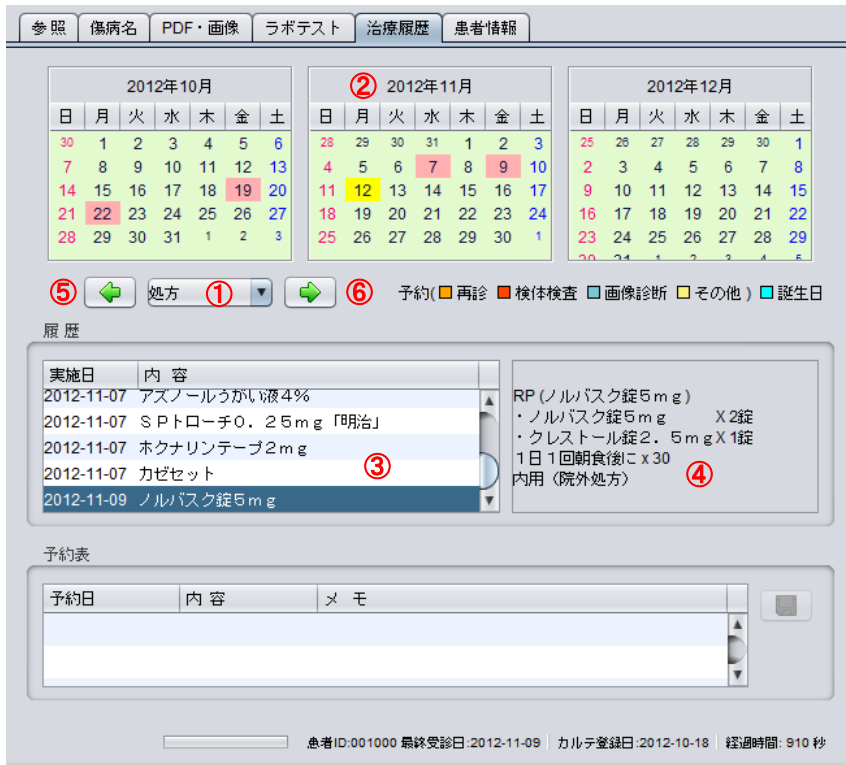 参照 傷病名 PDF・画像 ラボテスト 治療履歴 患者情報
2012年10月
日 月 火 水 木 金 土
30 1 2 3 4 5 6
7 8 9 10 11 12 13
14 15 16 17 18 19 20
21 22 23 24 25 26 27
28 29 30 31 1 2 3
② 2012年11月
日 月 火 水 木 金 土
28 29 30 31 1 2 3
4 5 6 7 8 9 10
11 12 13 14 15 16 17
18 19 20 21 22 23 24
25 26 27 28 29 30 1
2012年12月
日 月 火 水 木 金 土
25 26 27 28 29 30 1
2 3 4 5 6 7 8
9 10 11 12 13 14 15
16 17 18 19 20 21 22
23 24 25 26 27 28 29
⑤ 処方 ① ⑥ 予約( 再診 検体検査 画像診断 その他 ) 誕生日
履歴
実施日 内 容
2012-11-07 アズノールうがい液4%
2012-11-07 SPトローチ0.25mg「明治」
2012-11-07 ホクナリンテープ2mg
2012-11-07 カゼセット
2012-11-09 ノルバスク錠5mg
③
RP(ノルバスク錠5mg)
・ノルバスク錠5mg X 2錠
・クレストール錠2.5mg X 1錠
1日1回朝食後に x 30
内用(院外処方)
④
予約表
予約日 内 容 メ モ
患者ID:001000 最終受診日:2012-11-09 カルテ登録日:2012-10-18 経過時間: 910 秒